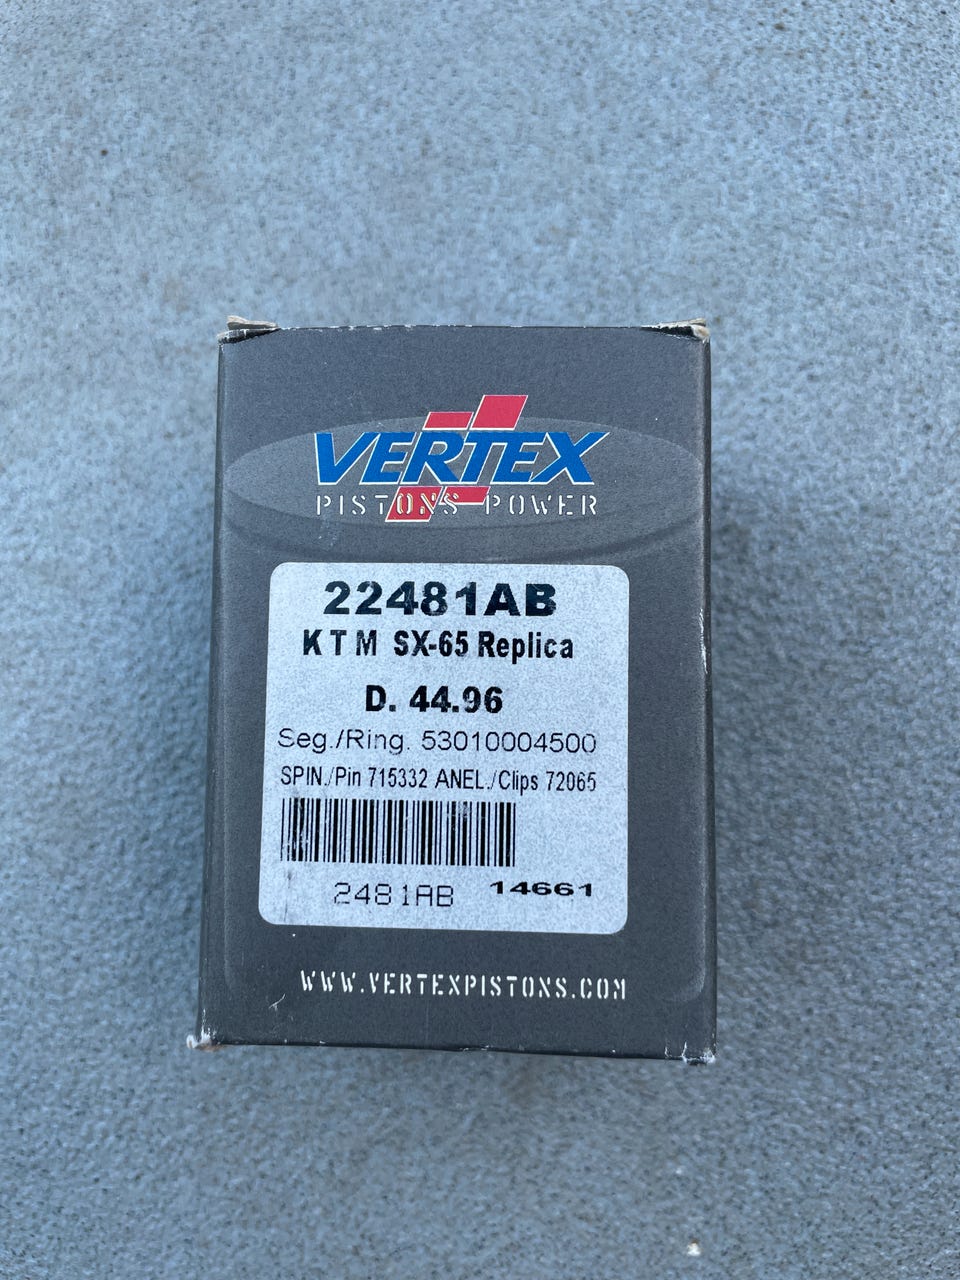 VERTEX
PISTONS POWER
22481AB
KTM SX-65 Replica
D. 44.96
Seg./Ring. 53010004500
SPIN./Pin 715332 ANEL./Clips 72065
2481AB 14661
WWW.VERTEXPISTONS.COM